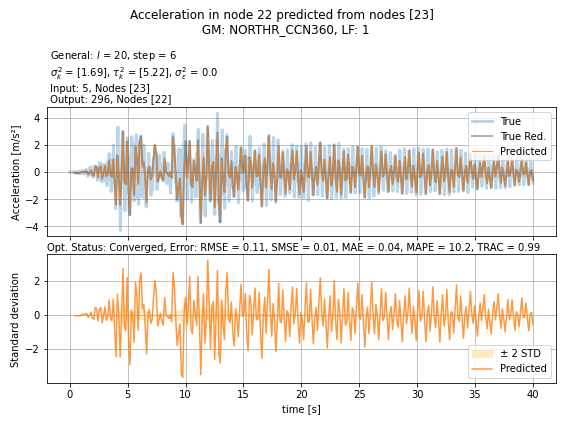 Acceleration in node 22 predicted from nodes [23]
GM: NORTHR_CCN360, LF: 1
General: l = 20, step = 6
σ²ₖ = [1.69], τ²ₖ = [5.22], σ²ε = 0.0
Input: 5, Nodes [23]
Output: 296, Nodes [22]
Acceleration [m/s²]
4
2
0
−2
−4
True
True Red.
Predicted
Opt. Status: Converged, Error: RMSE = 0.11, SMSE = 0.01, MAE = 0.04, MAPE = 10.2, TRAC = 0.99
Standard deviation
2
0
−2
± 2 STD
Predicted
0 5 10 15 20 25 30 35 40
time [s]